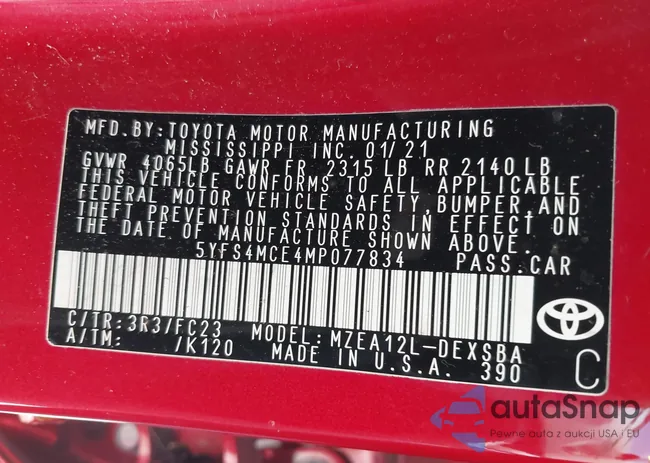 MFD.BY:TOYOTA MOTOR MANUFACTURING
MISSISSIPPI INC. 01/21
GVWR 4065LB GAWR FR 2315 LB RR 2140LB
THIS VEHICLE CONFORMS TO ALL APPLICABLE
FEDERAL MOTOR VEHICLE SAFETY,BUMPER,AND
THEFT PREVENTION STANDARDS IN EFFECT ON
THE DATE OF MANUFACTURE SHOWN ABOVE.
5YFS4MCE4MP077834 PASS.CAR
C/TR:3R3/FC23 MODEL:MZEA12L-DEXSBA
A/TM: /K120 MADE IN U.S.A. 390
C
autaSnap
Pewne auta z aukcji USA i EU